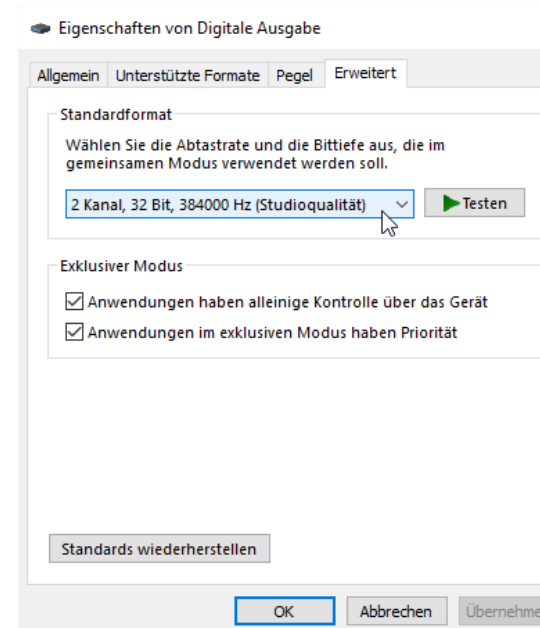 Eigenschaften von Digitale Ausgabe
Allgemein Unterstützte Formate Pegel Erweitert
Standardformat
Wählen Sie die Abtastrate und die Bittiefe aus, die im
gemeinsamen Modus verwendet werden soll.
2 Kanal, 32 Bit, 384000 Hz (Studioqualität) Testen
Exklusiver Modus
Anwendungen haben alleinige Kontrolle über das Gerät
Anwendungen im exklusiven Modus haben Priorität
Standards wiederherstellen
OK Abbrechen Übernehme